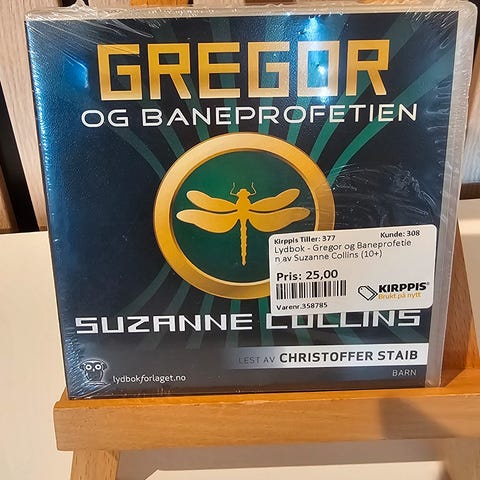 GREGOR
OG BANEPROFETIEN
Kirppis Tiller: 377 Kunde: 308
Lydbok - Gregor og Baneprofetie
n av Suzanne Collins (10+)
Pris: 25,00
KIRPPIS
Brukt på nytt
Varenr.358785
SUZANNE COLLINS
LEST AV CHRISTOFFER STAIB
lydbokforlaget.no
BARN